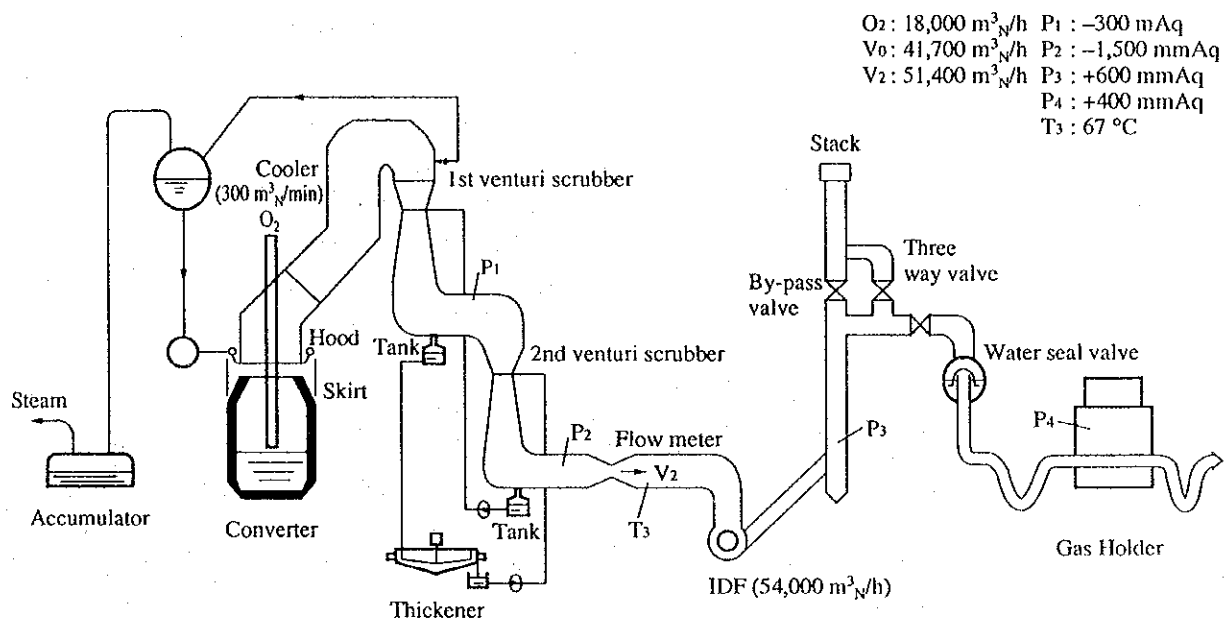 O₂ : 18,000 m³N/h P₁ : –300 mAq
V₀: 41,700 m³N/h P₂ : –1,500 mmAq
V₂ : 51,400 m³N/h P₃ : +600 mmAq
P₄ : +400 mmAq
T₃ : 67 °C
Stack
Cooler
(300 m³N/min)
O₂
1st venturi scrubber
Three
way valve
By-pass
valve
P₁
Hood
Tank
2nd venturi scrubber
Water seal valve
Skirt
Steam
P₂
Flow meter
P₃
P₄
V₂
Accumulator
Converter
Tank
T₃
Gas Holder
IDF (54,000 m³N/h)
Thickener